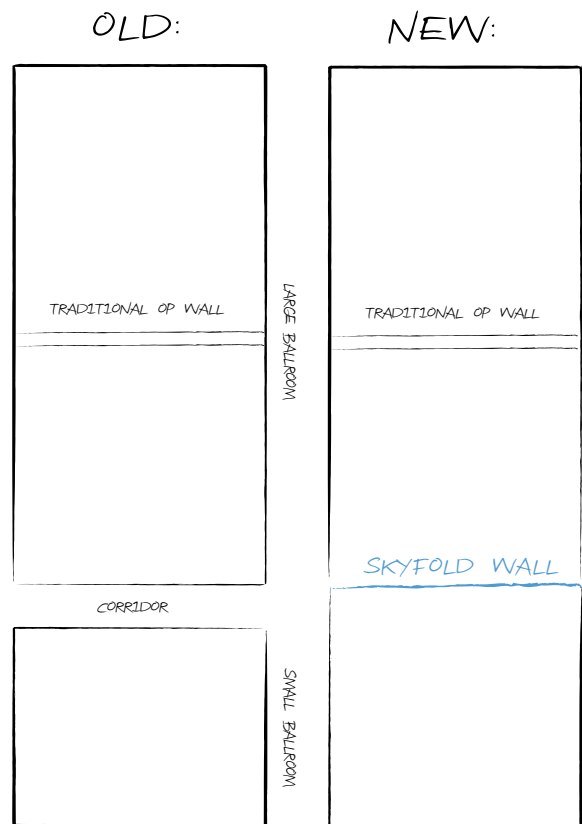 OLD:
NEW:
TRADITIONAL OP WALL
LARGE BALLROOM
TRADITIONAL OP WALL
SKYFOLD WALL
CORRIDOR
SMALL BALLROOM